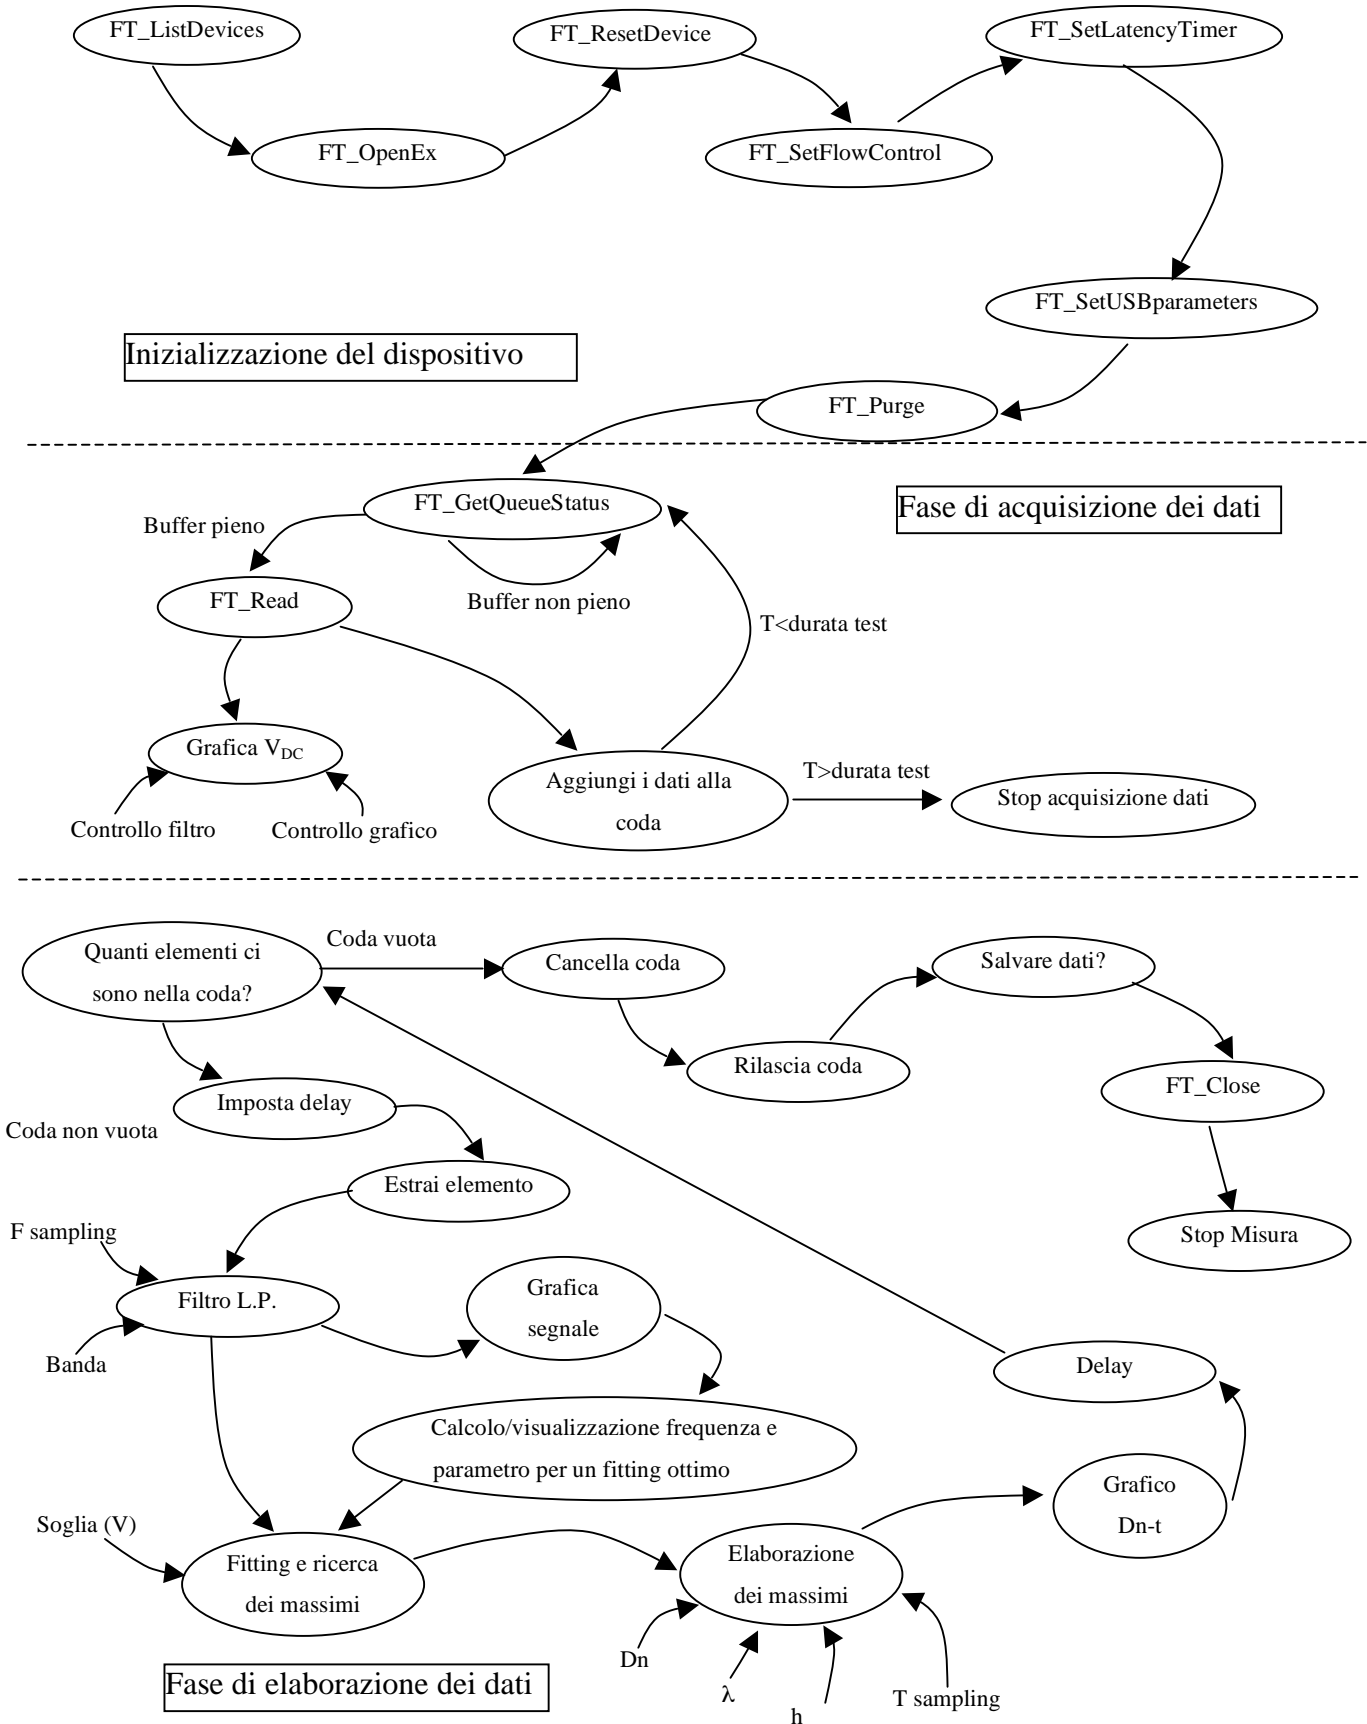 FT_ListDevices
FT_ResetDevice
FT_SetLatencyTimer
FT_OpenEx
FT_SetFlowControl
FT_SetUSBparameters
Inizializzazione del dispositivo
FT_Purge
FT_GetQueueStatus
Fase di acquisizione dei dati
Buffer pieno
FT_Read
Buffer non pieno
T<durata test
Grafica V_DC
Aggiungi i dati alla
coda
T>durata test
Stop acquisizione dati
Controllo filtro
Controllo grafico
Quanti elementi ci
sono nella coda?
Coda vuota
Cancella coda
Salvare dati?
Rilascia coda
FT_Close
Imposta delay
Coda non vuota
Estrai elemento
Stop Misura
F sampling
Filtro L.P.
Grafica
segnale
Banda
Delay
Calcolo/visualizzazione frequenza e
parametro per un fitting ottimo
Grafico
Dn-t
Soglia (V)
Fitting e ricerca
dei massimi
Elaborazione
dei massimi
Dn
λ
h
T sampling
Fase di elaborazione dei dati